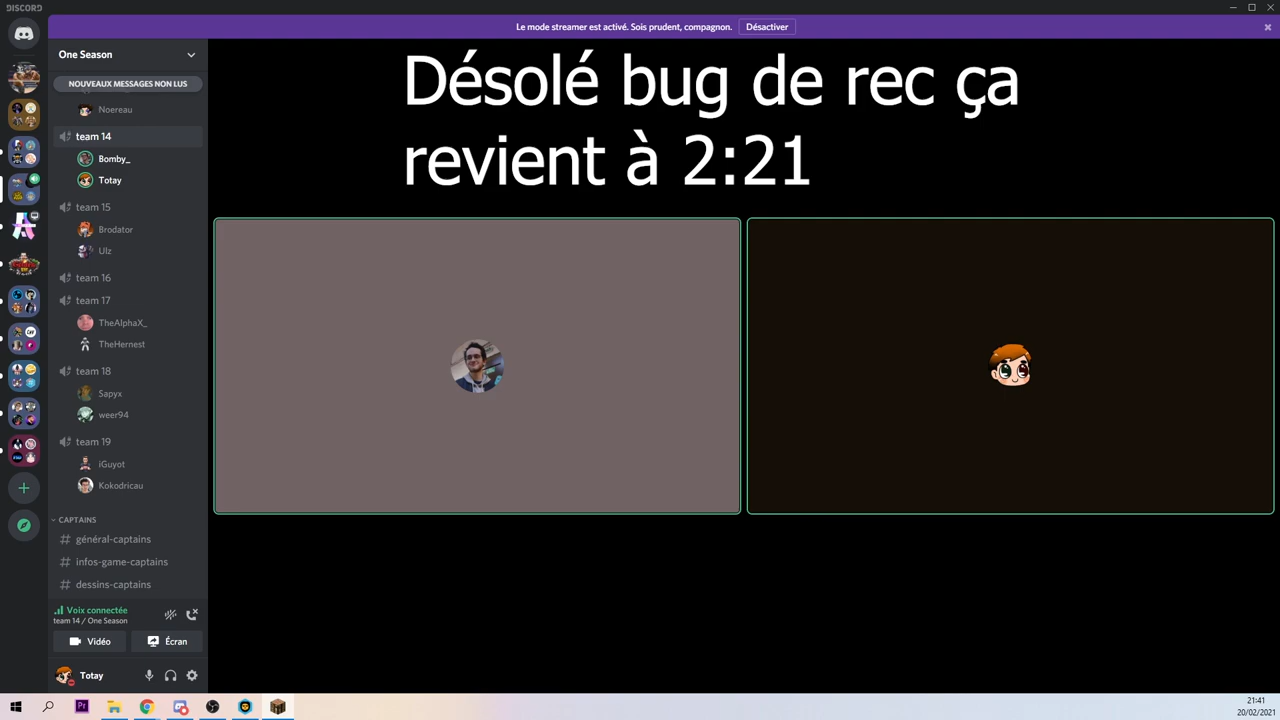 DISCORD
Le mode streamer est activé. Sois prudent, compagnon.
Désactiver
One Season
NOUVEAUX MESSAGES NON LUS
Noereau
team 14
Bomby_
Totay
team 15
Brodator
Ulz
team 16
team 17
TheAlphaX_
TheHernest
team 18
Sapyx
weer94
team 19
iGuyot
Kokodricau
CAPTAINS
général-captains
infos-game-captains
dessins-captains
Voix connectée
team 14 / One Season
Vidéo
Écran
Totay
Désolé bug de rec ça
revient à 2:21
Pr
21:41
20/02/2021